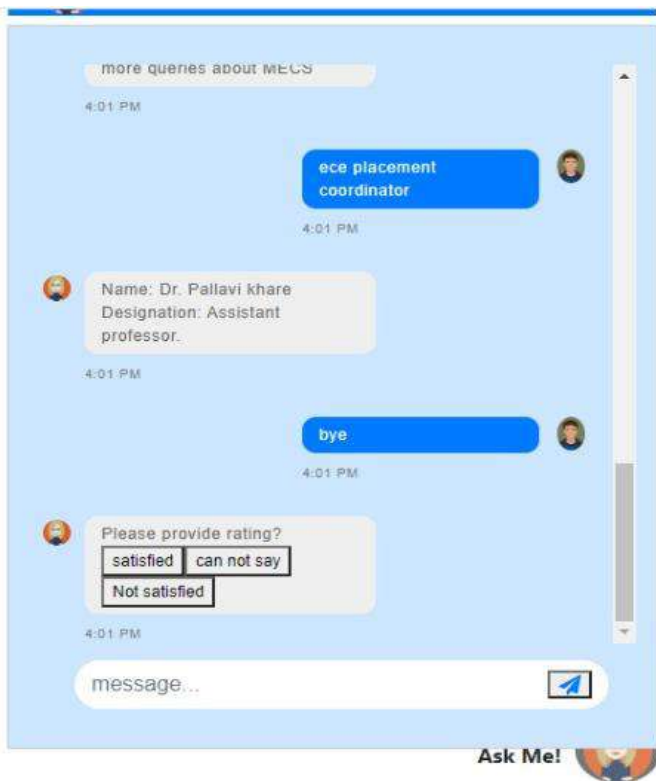 more queries about MECS
4:01 PM
ece placement
coordinator
4:01 PM
Name: Dr. Pallavi khare
Designation: Assistant
professor.
4:01 PM
bye
4:01 PM
Please provide rating?
satisfied can not say
Not satisfied
4:01 PM
message...
Ask Me!